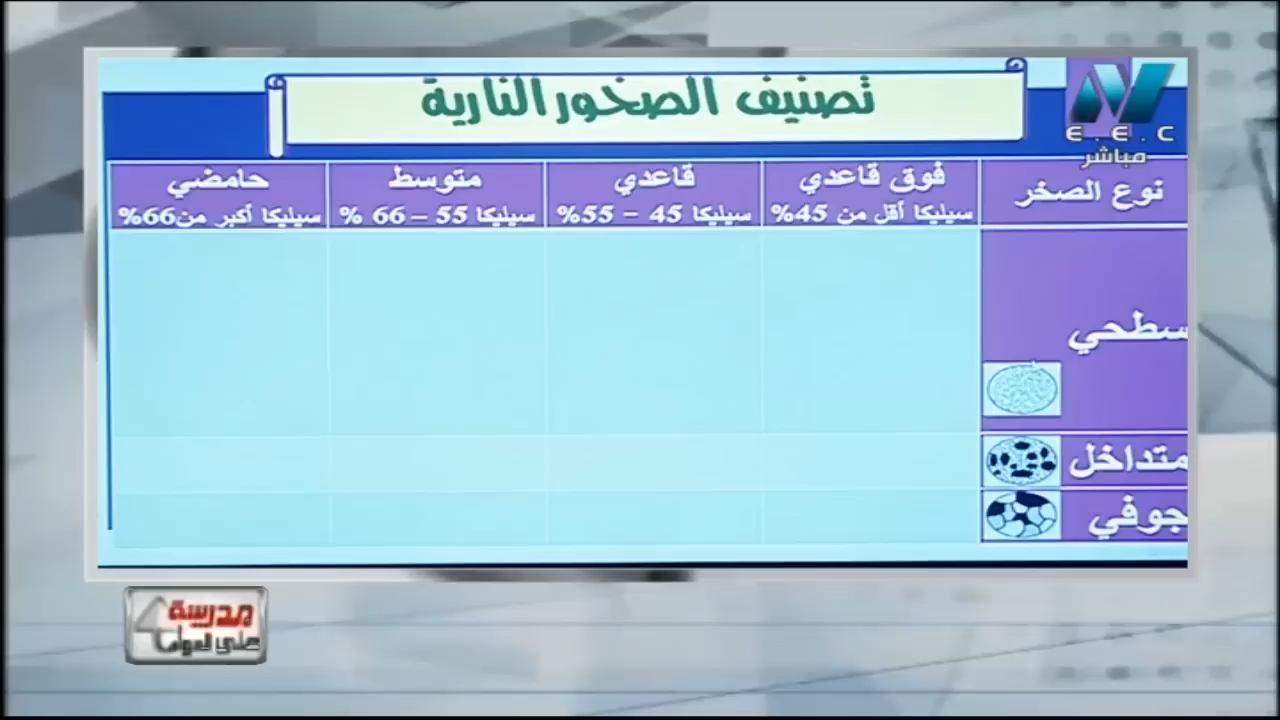 تصنيف الصخور النارية
E.E.C
مباشر
نوع الصخر
فوق قاعدي
سيليكا أقل من 45%
قاعدي
سيليكا 45 - 55%
متوسط
سيليكا 55 – 66 %
حامضي
سيليكا أكبر من66%
سطحي
متداخل
جوفي
مدرسة
على الهواء